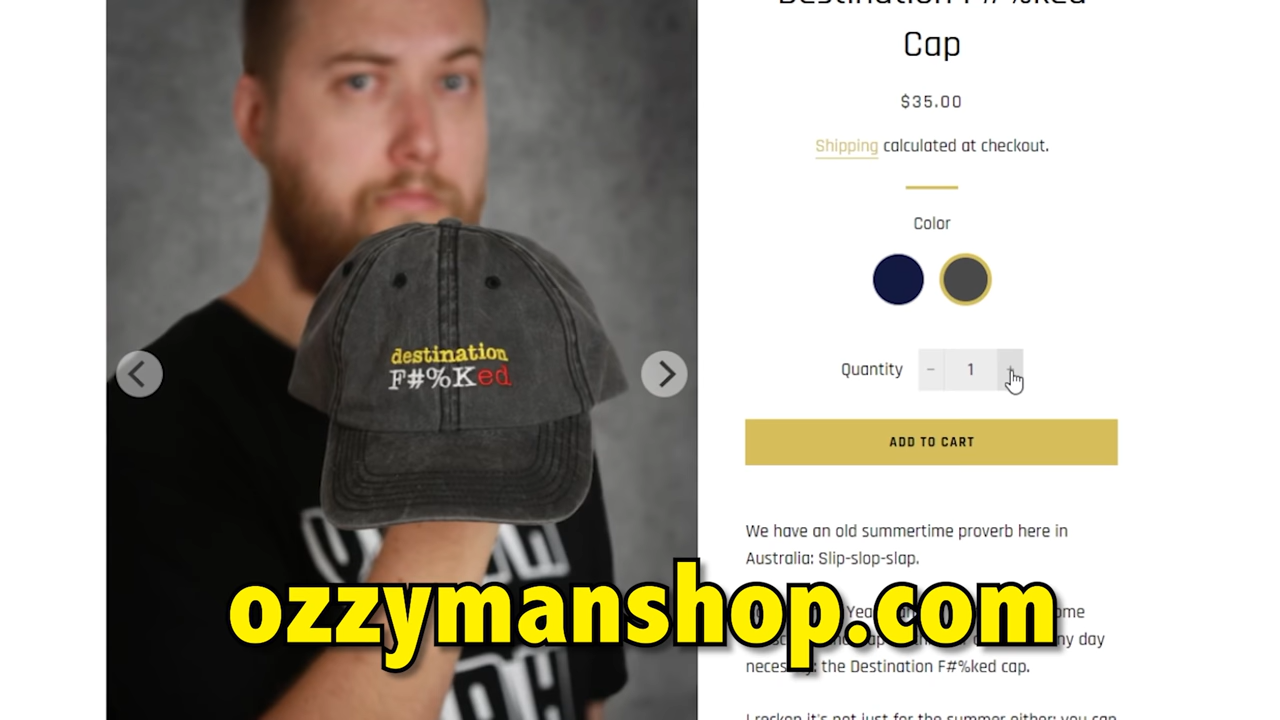 Cap
$35.00
Shipping calculated at checkout.
Color
Quantity - 1 +
ADD TO CART
destination
F#%Ked
We have an old summertime proverb here in
Australia: Slip-slop-slap.
ozzymanshop.com
the Destination F#%ked cap.